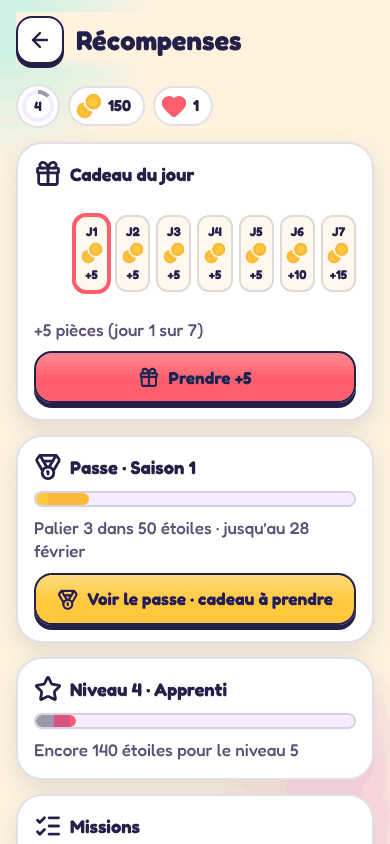 Récompenses
4
150
1
Cadeau du jour
J1 J2 J3 J4 J5 J6 J7
+5 +5 +5 +5 +5 +10 +15
+5 pièces (jour 1 sur 7)
Prendre +5
Passe · Saison 1
Palier 3 dans 50 étoiles · jusqu'au 28
février
Voir le passe · cadeau à prendre
Niveau 4 · Apprenti
Encore 140 étoiles pour le niveau 5
Missions